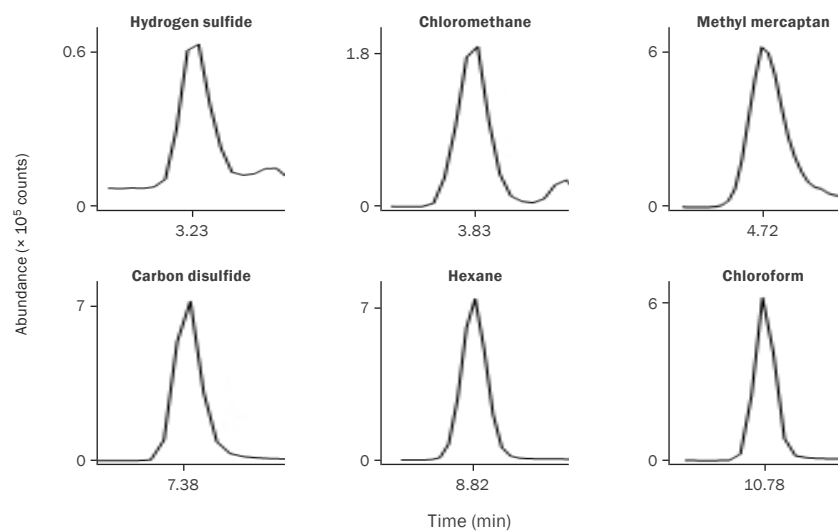 Hydrogen sulfide
Chloromethane
Methyl mercaptan
0.6
0
3.23
1.8
0
3.83
6
0
4.72
Abundance (× 10⁵ counts)
Carbon disulfide
Hexane
Chloroform
7
0
7.38
7
0
8.82
6
0
10.78
Time (min)